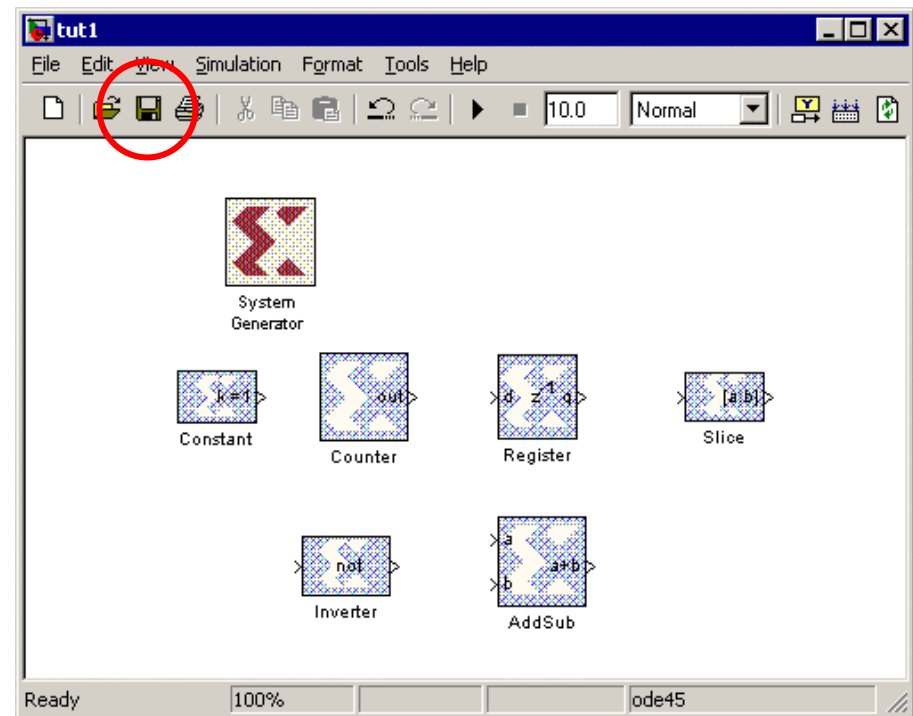 tut1
File Edit View Simulation Format Tools Help
10.0 Normal
System
Generator
k=1
out
d z-1 q
[a:b]
Constant
Counter
Register
Slice
not
a
b
a+b
Inverter
AddSub
Ready 100% ode45